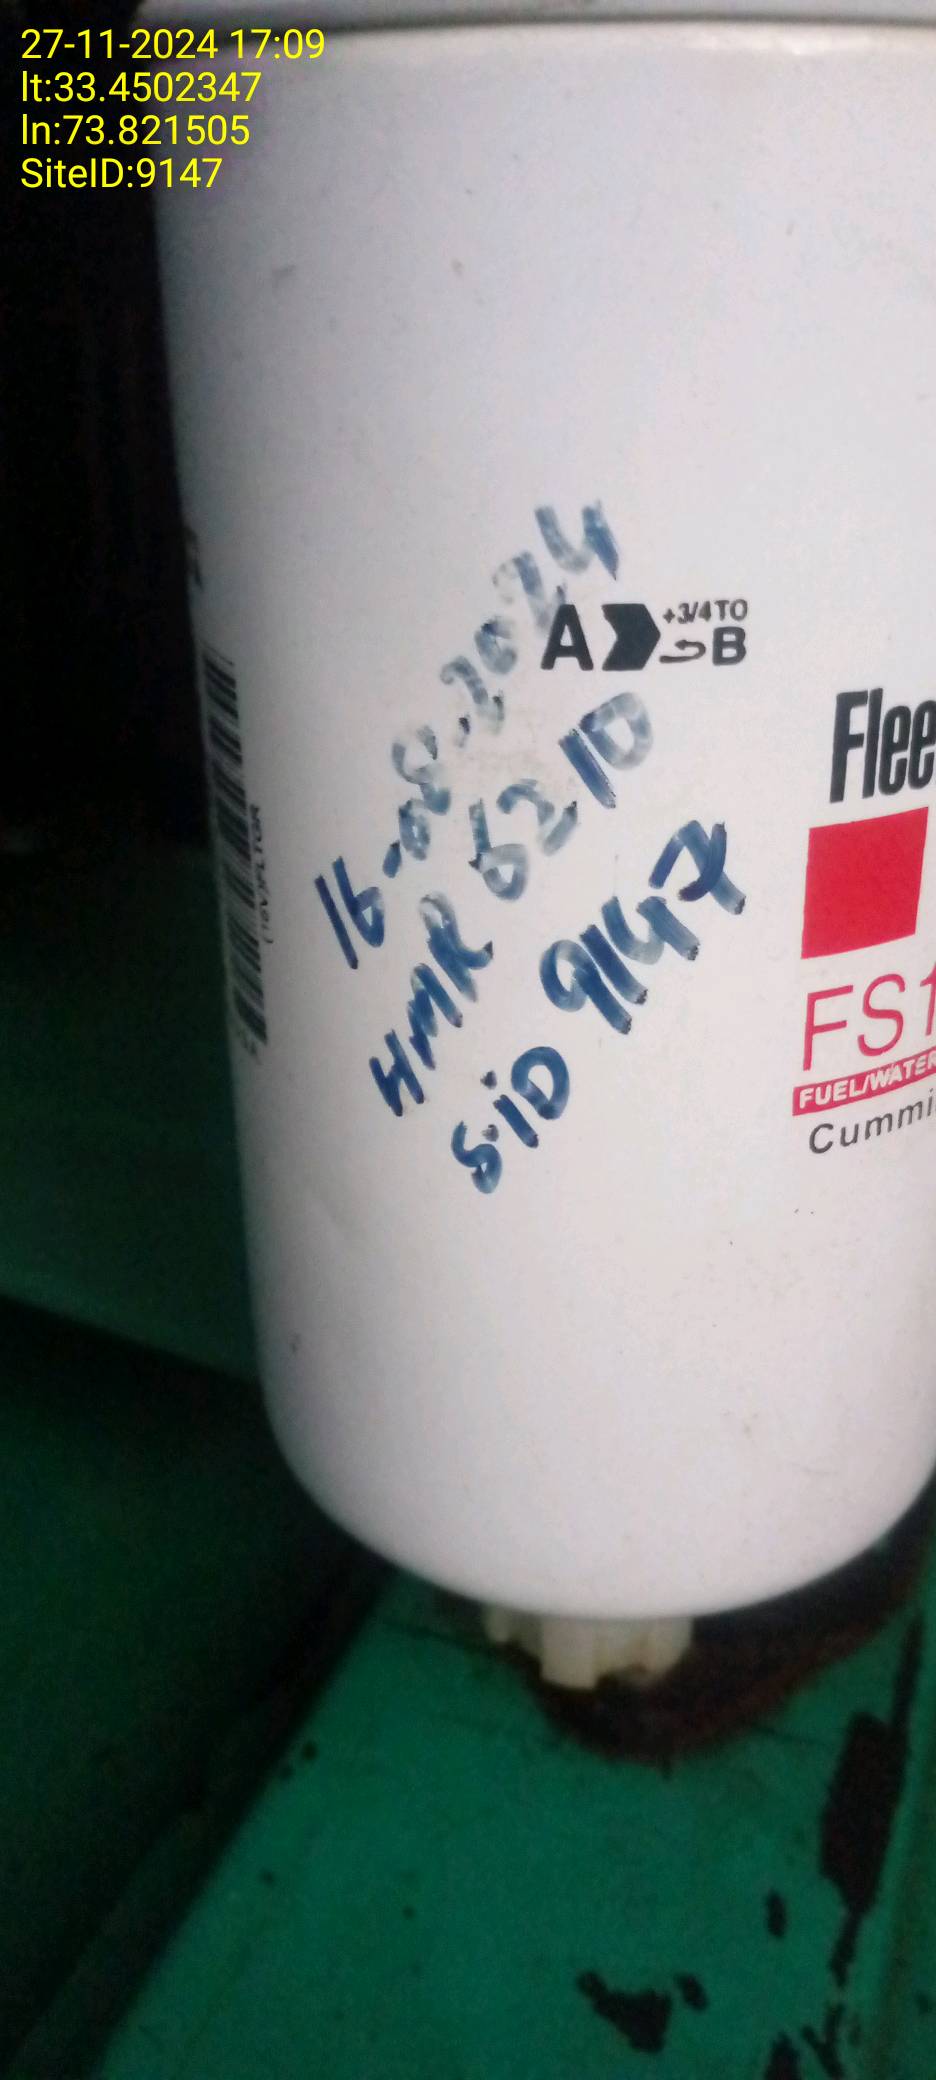 27-11-2024 17:09
lt:33.4502347
ln:73.821505
SiteID:9147
+3/4 TO
A B
16-08.2024
HMR 6310
S.iD 9147
Flee
FS1
FUEL/WATER
Cummi